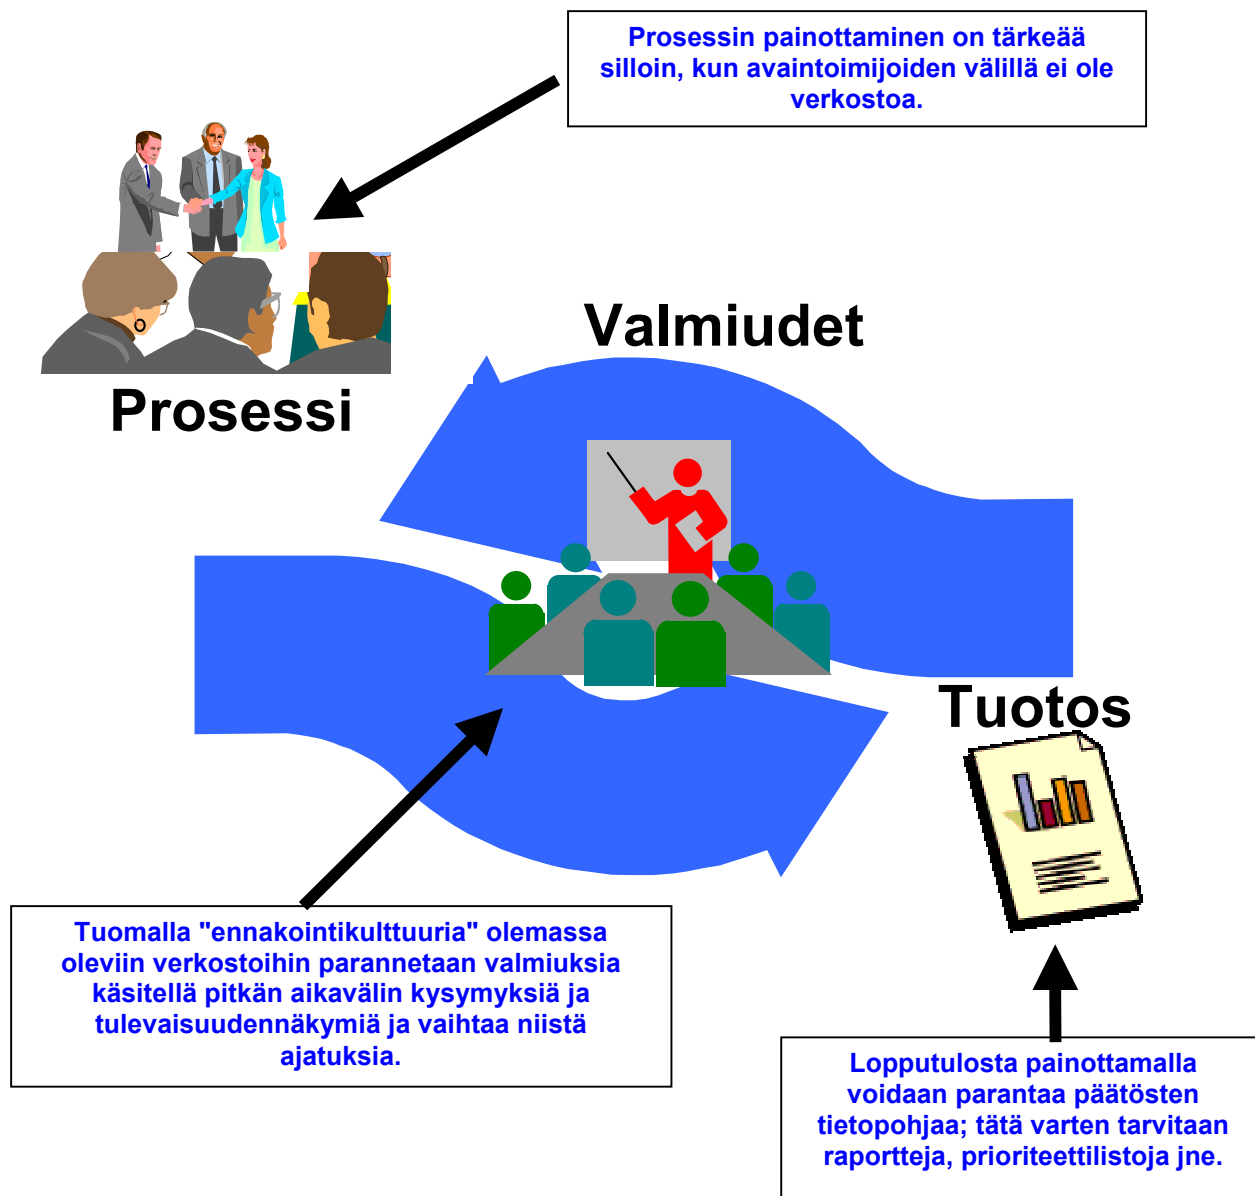 Prosessin painottaminen on tärkeää
silloin, kun avaintoimijoiden välillä ei ole
verkostoa.
Valmiudet
Prosessi
Tuotos
Tuomalla "ennakointikulttuuria" olemassa
oleviin verkostoihin parannetaan valmiuksia
käsitellä pitkän aikavälin kysymyksiä ja
tulevaisuudennäkymiä ja vaihtaa niistä
ajatuksia.
Lopputulosta painottamalla
voidaan parantaa päätösten
tietopohjaa; tätä varten tarvitaan
raportteja, prioriteettilistoja jne.